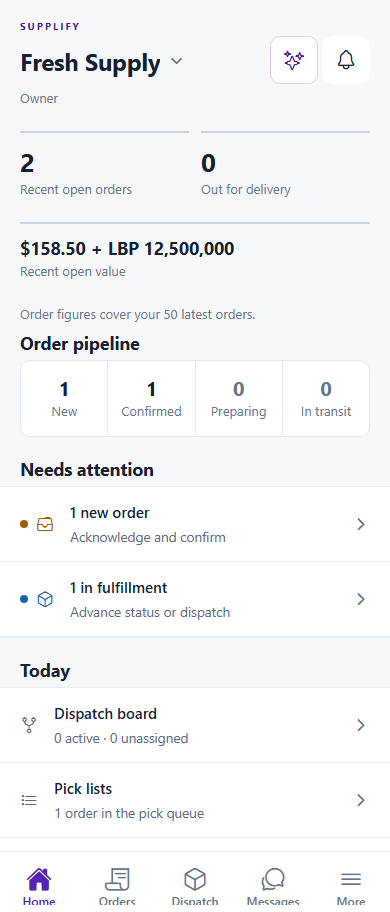 SUPPLIFY
Fresh Supply
Owner
2
Recent open orders
0
Out for delivery
$158.50 + LBP 12,500,000
Recent open value
Order figures cover your 50 latest orders.
Order pipeline
1
New
1
Confirmed
0
Preparing
0
In transit
Needs attention
1 new order
Acknowledge and confirm
1 in fulfillment
Advance status or dispatch
Today
Dispatch board
0 active · 0 unassigned
Pick lists
1 order in the pick queue
Home
Orders
Dispatch
Messages
More